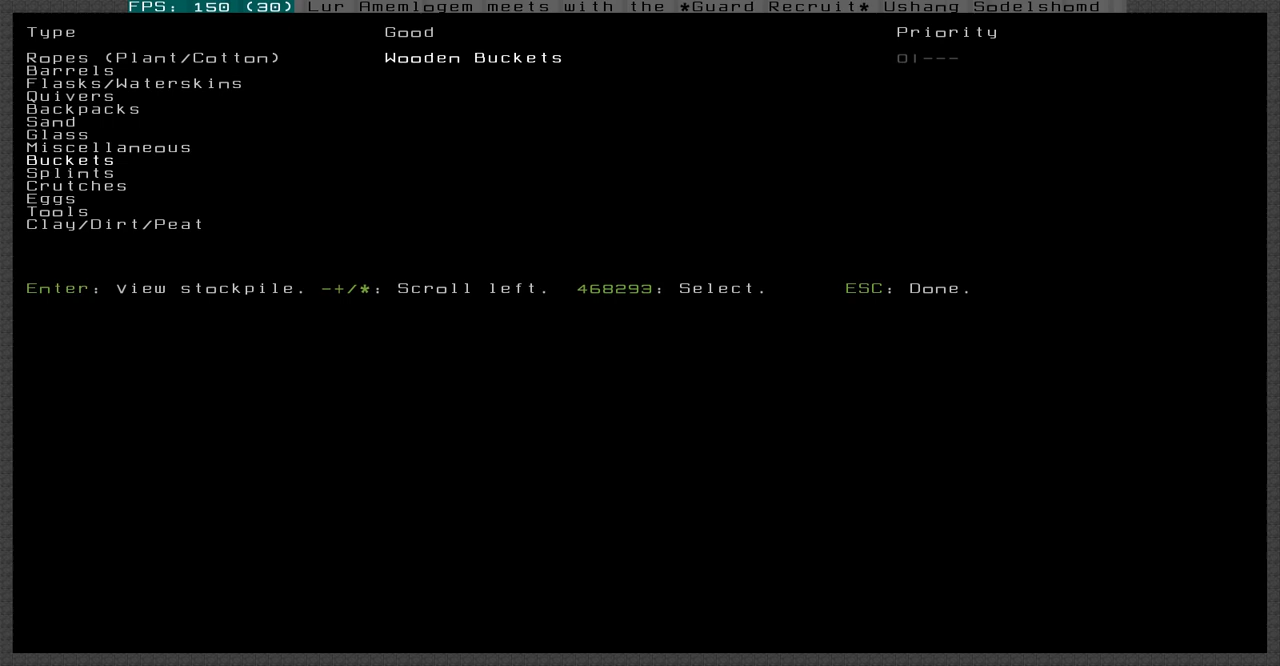 FPS: 150 (30) Lur Amemlogem meets with the *Guard Recruit* Ushang Sodelshomd
Type Good Priority
Ropes (Plant/Cotton) Wooden Buckets 0|---
Barrels
Flasks/Waterskins
Quivers
Backpacks
Sand
Glass
Miscellaneous
Buckets
Splints
Crutches
Eggs
Tools
Clay/Dirt/Peat
Enter: View stockpile. -+/*: Scroll left. 468293: Select. ESC: Done.